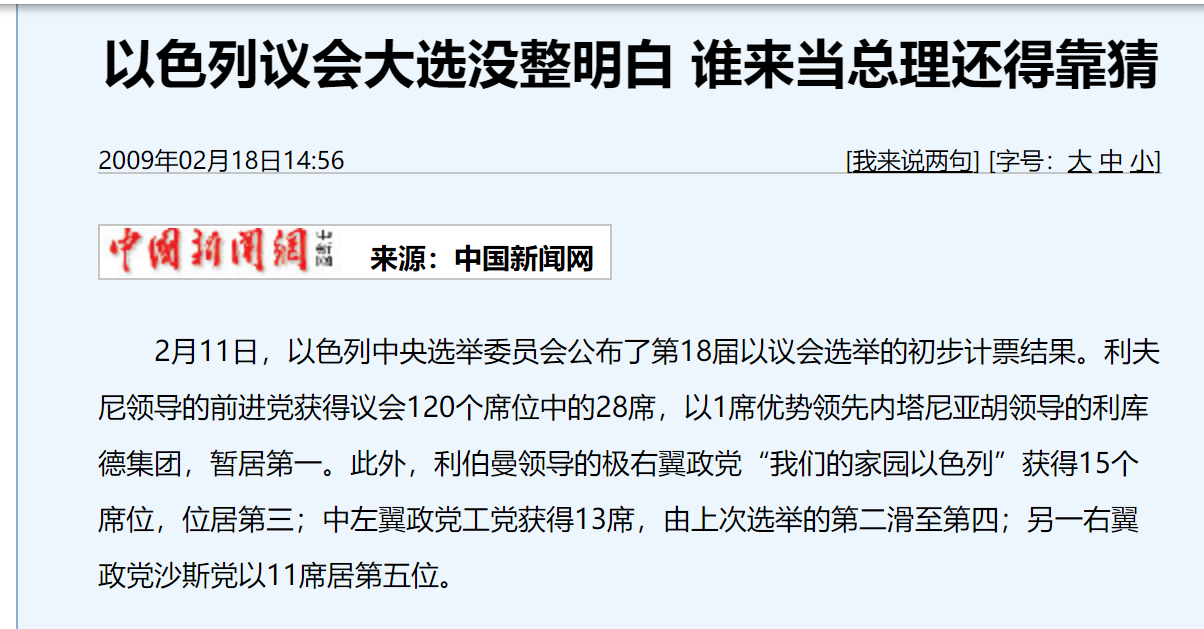 以色列议会大选没整明白 谁来当总理还得靠猜
2009年02月18日14:56 [我来说两句] [字号：大 中 小]
中國新聞網 中新网 来源：中国新闻网
2月11日，以色列中央选举委员会公布了第18届以议会选举的初步计票结果。利夫
尼领导的前进党获得议会120个席位中的28席，以1席优势领先内塔尼亚胡领导的利库
德集团，暂居第一。此外，利伯曼领导的极右翼政党“我们的家园以色列”获得15个
席位，位居第三；中左翼政党工党获得13席，由上次选举的第二滑至第四；另一右翼
政党沙斯党以11席居第五位。